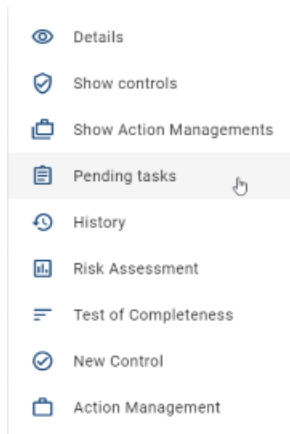 Details
Show controls
Show Action Managements
Pending tasks
History
Risk Assessment
Test of Completeness
New Control
Action Management